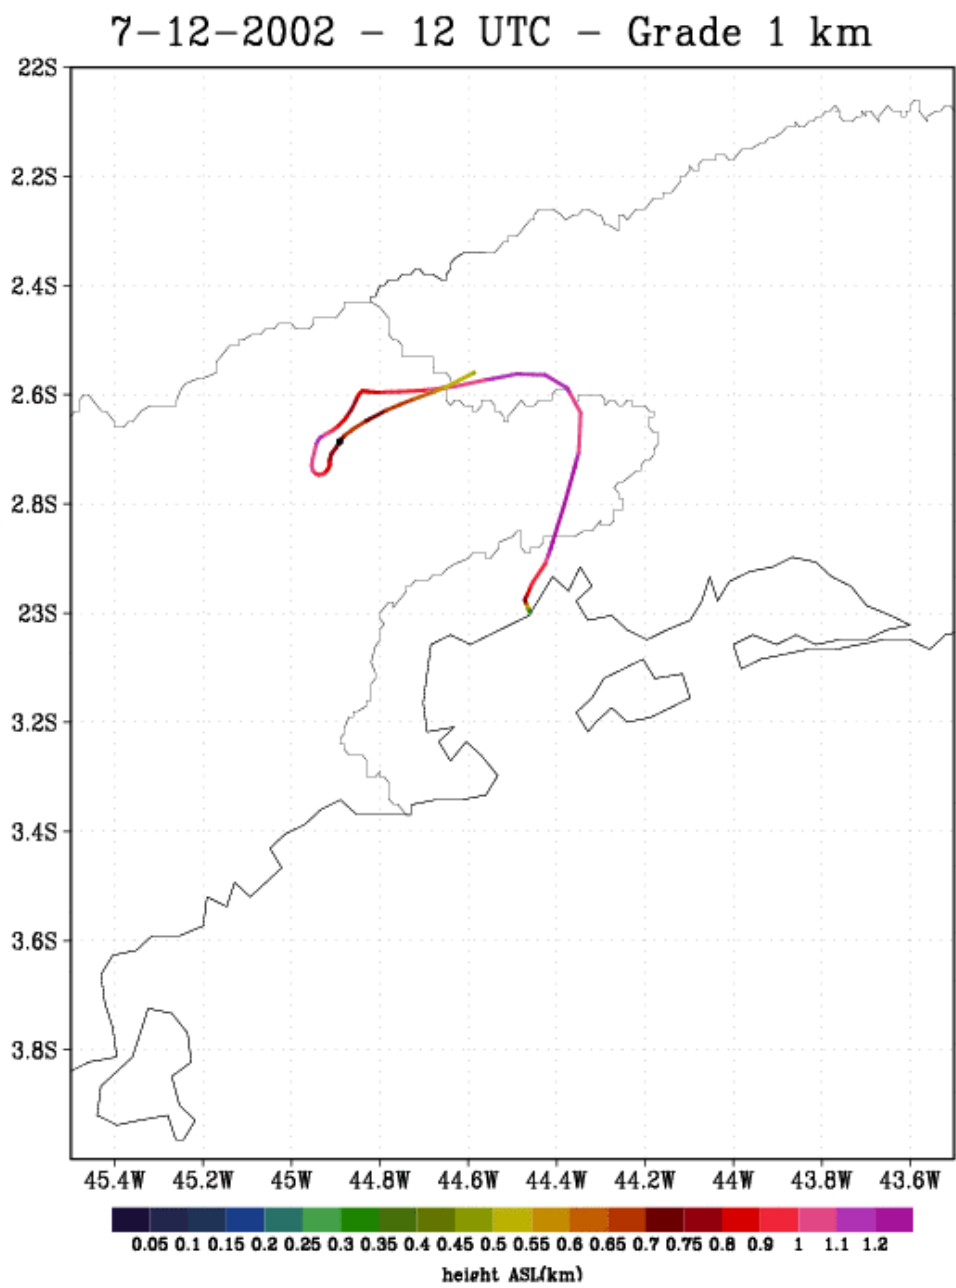 7-12-2002 - 12 UTC - Grade 1 km
22S
2.2S
2.4S
2.6S
2.8S
23S
3.2S
3.4S
3.6S
3.8S
45.4W 45.2W 45W 44.8W 44.6W 44.4W 44.2W 44W 43.8W 43.6W
0.05 0.1 0.15 0.2 0.25 0.3 0.35 0.4 0.45 0.5 0.55 0.6 0.65 0.7 0.75 0.8 0.9 1 1.1 1.2
height ASL(km)